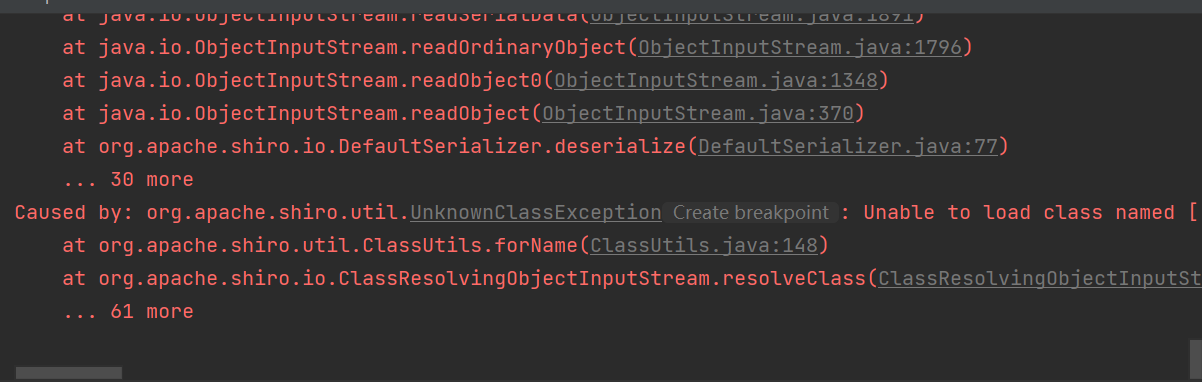 at java.io.ObjectInputStream.readSerialData(ObjectInputStream.java:1891)
at java.io.ObjectInputStream.readOrdinaryObject(ObjectInputStream.java:1796)
at java.io.ObjectInputStream.readObject0(ObjectInputStream.java:1348)
at java.io.ObjectInputStream.readObject(ObjectInputStream.java:370)
at org.apache.shiro.io.DefaultSerializer.deserialize(DefaultSerializer.java:77)
... 30 more
Caused by: org.apache.shiro.util.UnknownClassException Create breakpoint : Unable to load class named [
at org.apache.shiro.util.ClassUtils.forName(ClassUtils.java:148)
at org.apache.shiro.io.ClassResolvingObjectInputStream.resolveClass(ClassResolvingObjectInputSt
... 61 more